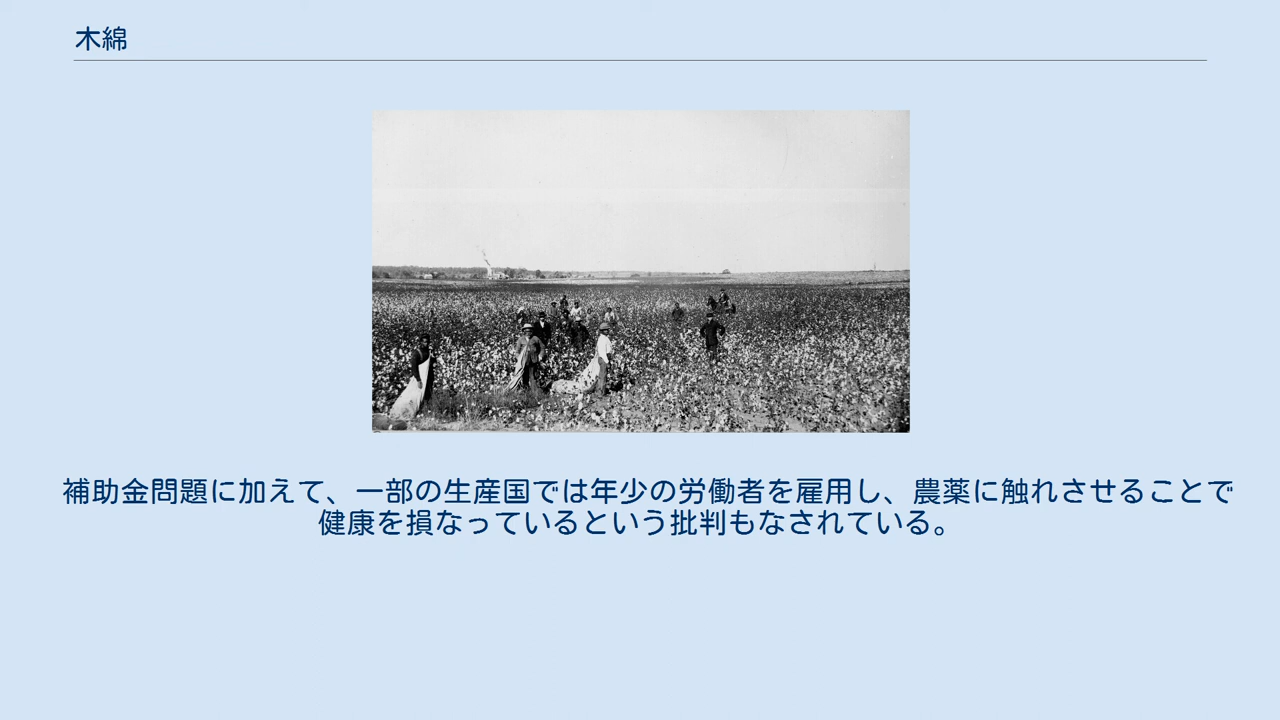 木綿
補助金問題に加えて、一部の生産国では年少の労働者を雇用し、農薬に触れさせることで
健康を損なっているという批判もなされている。